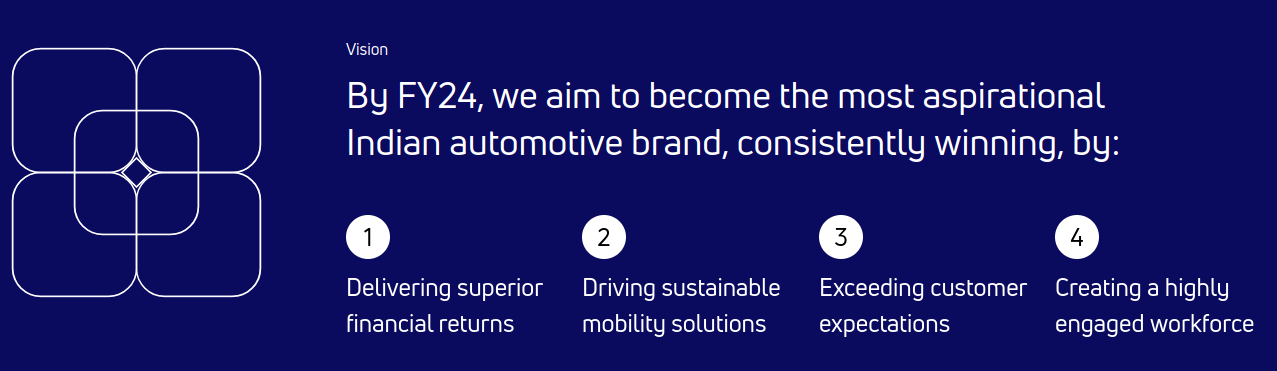 Vision
By FY24, we aim to become the most aspirational
Indian automotive brand, consistently winning, by:
1
Delivering superior
financial returns
2
Driving sustainable
mobility solutions
3
Exceeding customer
expectations
4
Creating a highly
engaged workforce